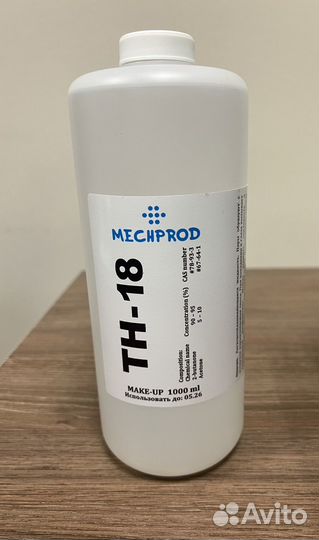 MECHPROD
TH-18
Composition:
Chemical name Concentration (%) CAS number
2-butanone 90 - 95 #78-93-3
Acetone 5 - 10 #67-64-1
MAKE-UP 1000 ml
Использовать до: 05.26
Avito